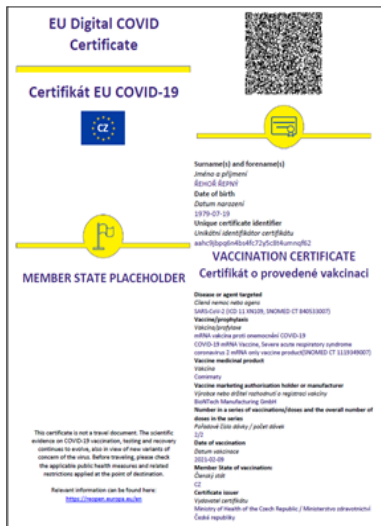 EU Digital COVID
Certificate
Certifikát EU COVID-19
CZ
MEMBER STATE PLACEHOLDER
This certificate is not a travel document. The scientific
evidence on COVID-19 vaccination, testing and recovery
continues to evolve, also in view of new variants of
concern of the virus. Before traveling, please check
the applicable public health measures and related
restrictions applied at the point of destination.
Relevant information can be found here:
https://reopen.europa.eu/en
Surname(s) and forename(s)
Jméno a příjmení
ŘEHOŘ ŘEPNÝ
Date of birth
Datum narození
1979-07-19
Unique certificate identifier
Unikátní identifikátor certifikátu
VACCINATION CERTIFICATE
Certifikát o provedené vakcinaci
Disease or agent targeted
Cílená nemoc nebo agens
SARS-CoV-2 (ICD 11 XN109, SNOMED CT 840533007)
Vaccine/prophylaxis
Vakcína/profylaxe
mRNA vakcína proti onemocnění COVID-19
COVID-19 mRNA Vaccine, Severe acute respiratory syndrome
coronavirus 2 mRNA only vaccine product(SNOMED CT 1119349007)
Vaccine medicinal product
Vakcína
Comirnaty
Vaccine marketing authorization holder or manufacturer
Výrobce nebo držitel rozhodnutí o registraci vakcíny
BioNTech Manufacturing GmbH
Number in a series of vaccinations/doses and the overall number of
doses in the series
Pořadové číslo dávky / počet dávek
1/2
Date of vaccination
Datum vakcinace
2021-02-09
Member State of vaccination:
Členský stát
CZ
Certificate issuer
Vydavatel certifikátu
Ministry of Health of the Czech Republic / Ministerstvo zdravotnictví
České republiky